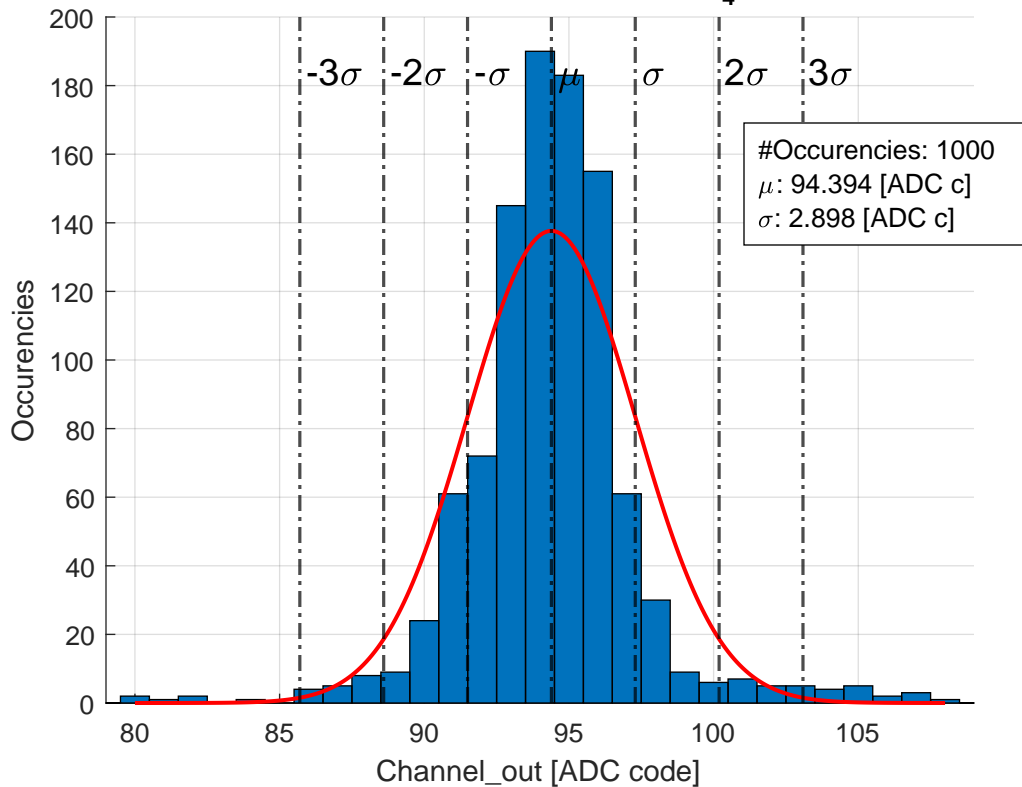 4
200
180
160
140
120
100
80
60
40
20
0
Occurencies
-3σ -2σ -σ μ σ 2σ 3σ
#Occurencies: 1000
μ: 94.394 [ADC c]
σ: 2.898 [ADC c]
80 85 90 95 100 105
Channel_out [ADC code]